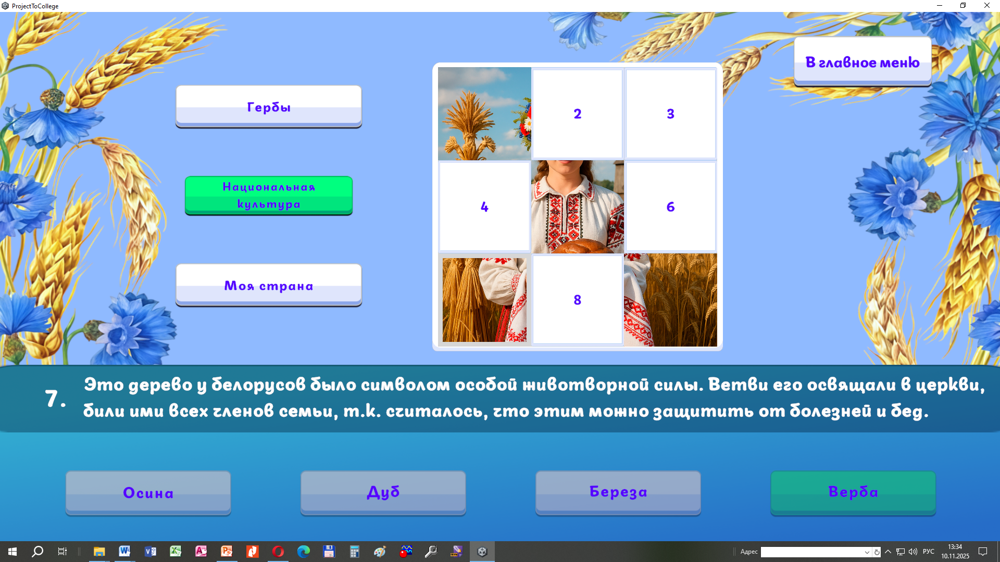 ProjectToCollege
В главное меню
Гербы
Национальная
культура
Моя страна
2
3
4
6
8
7.
Это дерево у белорусов было символом особой животворной силы. Ветви его освящали в церкви,
били ими всех членов семьи, т.к. считалось, что этим можно защитить от болезней и бед.
Осина
Дуб
Береза
Верба
Адрес
РУС
13:34
10.11.2025